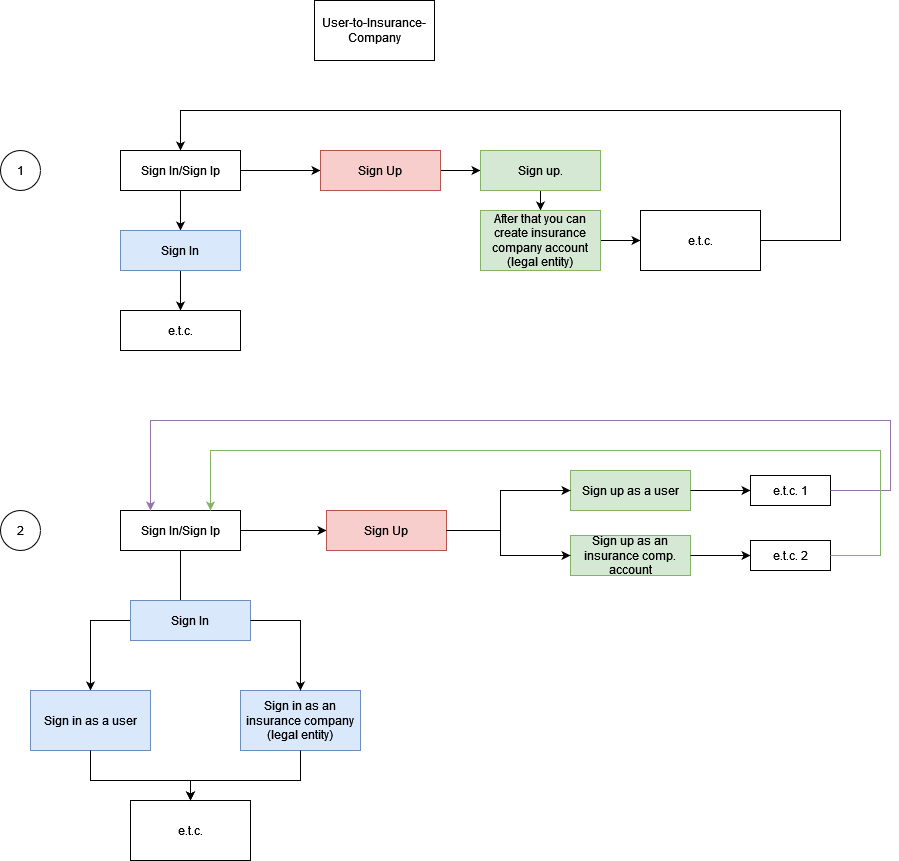 User-to-Insurance-
Company
1
Sign In/Sign Ip
Sign Up
Sign up.
Sign In
After that you can
create insurance
company account
(legal entity)
e.t.c.
e.t.c.
2
Sign In/Sign Ip
Sign Up
Sign up as a user
e.t.c. 1
Sign up as an
insurance comp.
account
e.t.c. 2
Sign In
Sign in as a user
Sign in as an
insurance company
(legal entity)
e.t.c.